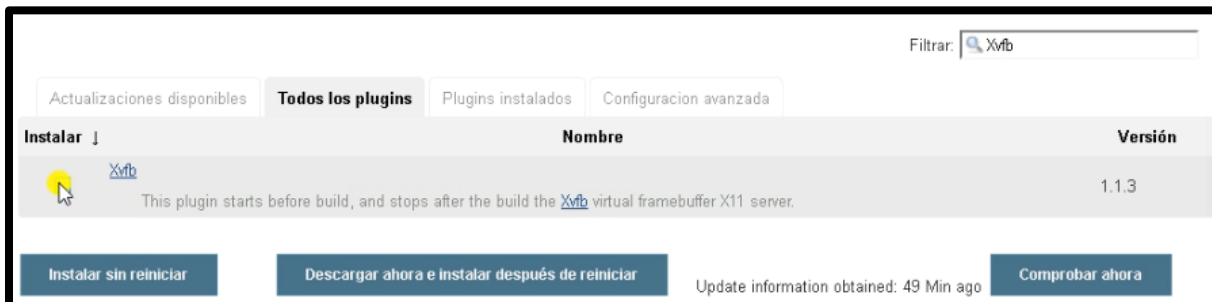 Filtrar: Xvfb
Actualizaciones disponibles Todos los plugins Plugins instalados Configuracion avanzada
Instalar ↓ Nombre Versión
Xvfb
This plugin starts before build, and stops after the build the Xvfb virtual framebuffer X11 server.
1.1.3
Instalar sin reiniciar Descargar ahora e instalar después de reiniciar Update information obtained: 49 Min ago Comprobar ahora